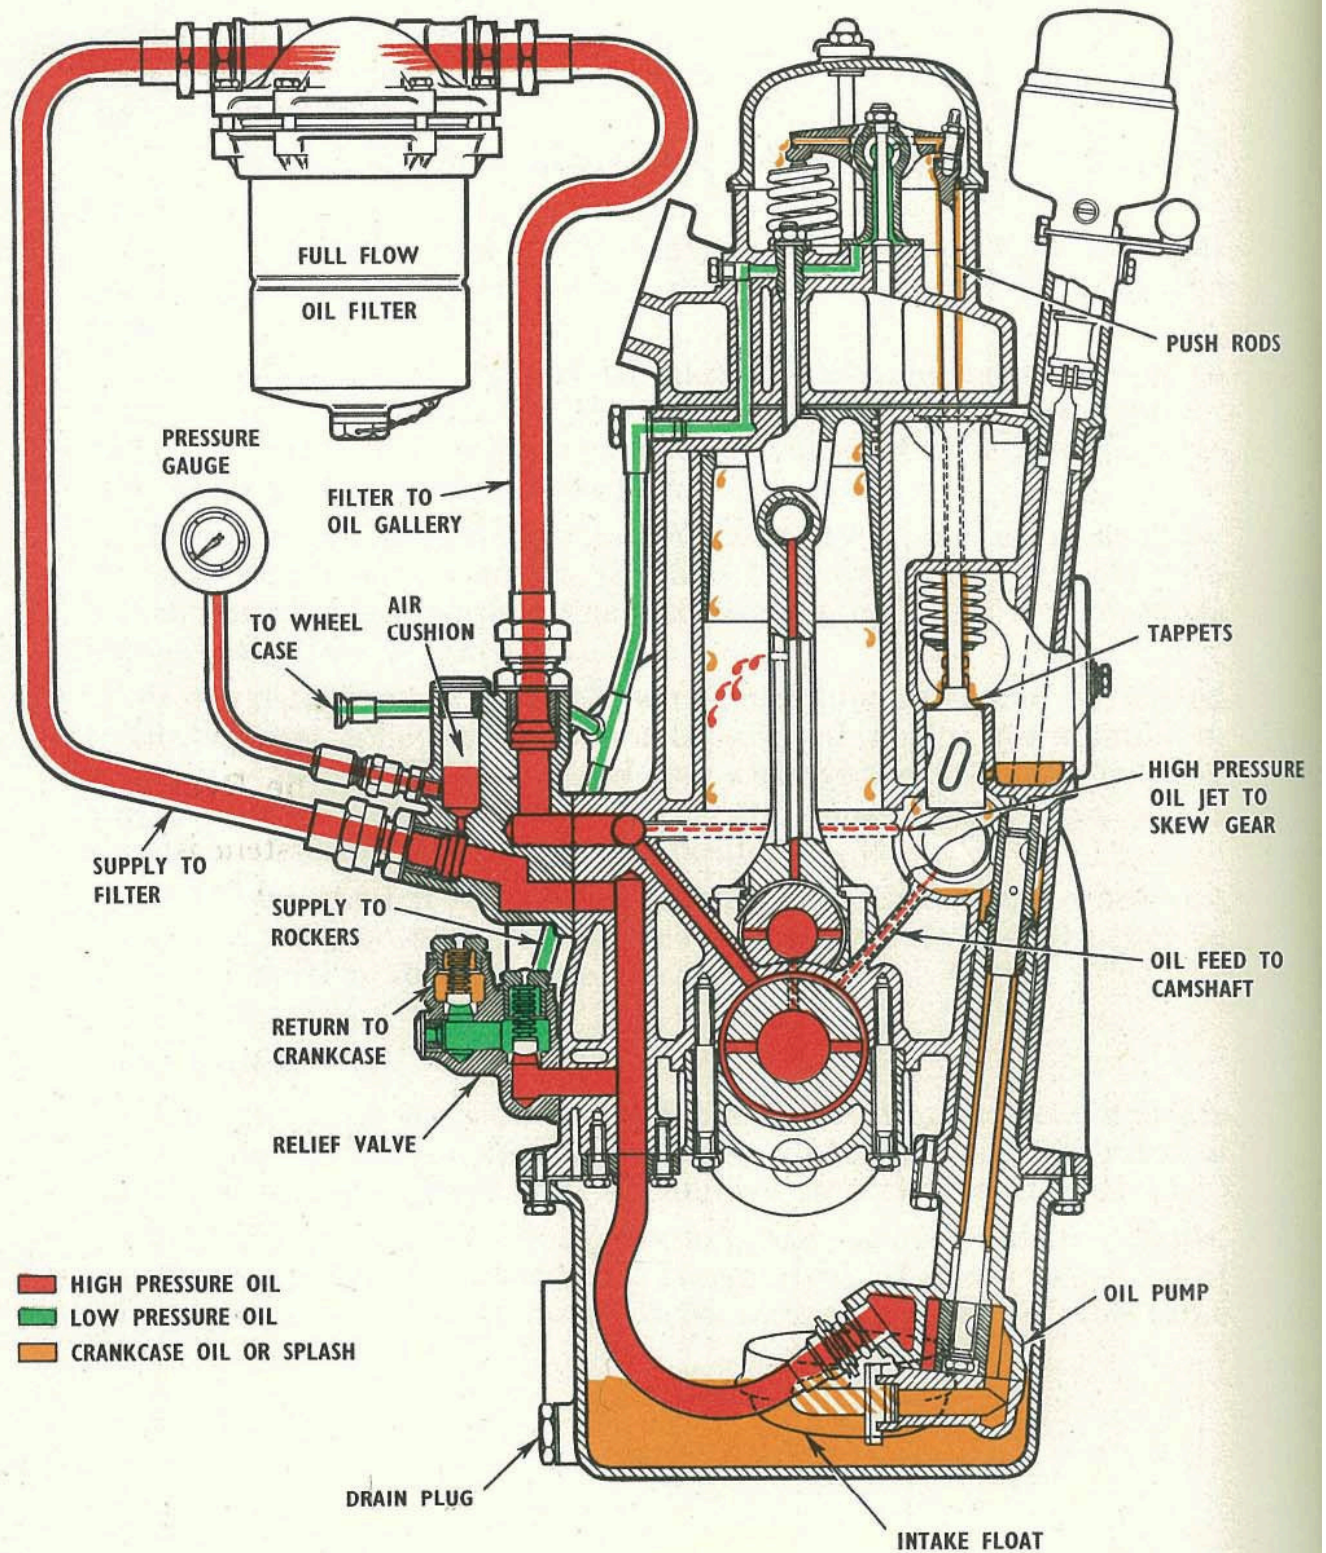 FULL FLOW
OIL FILTER
PUSH RODS
PRESSURE
GAUGE
FILTER TO
OIL GALLERY
AIR
CUSHION
TO WHEEL
CASE
TAPPETS
HIGH PRESSURE
OIL JET TO
SKEW GEAR
SUPPLY TO
FILTER
SUPPLY TO
ROCKERS
OIL FEED TO
CAMSHAFT
RETURN TO
CRANKCASE
RELIEF VALVE
HIGH PRESSURE OIL
LOW PRESSURE OIL
CRANKCASE OIL OR SPLASH
OIL PUMP
DRAIN PLUG
INTAKE FLOAT